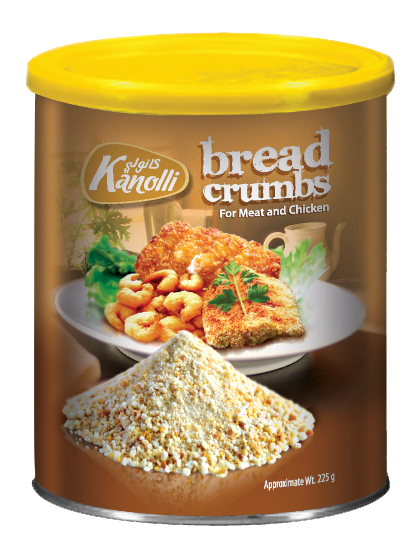 كانولي
Kanolli
bread
crumbs
For Meat and Chicken
Approximate Wt. 225 g